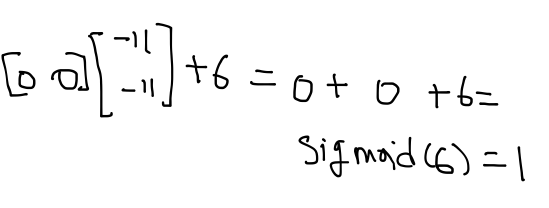 [0 0][-11 -11] + 6 = 0 + 0 + 6 =
Sigmoid(6) = 1